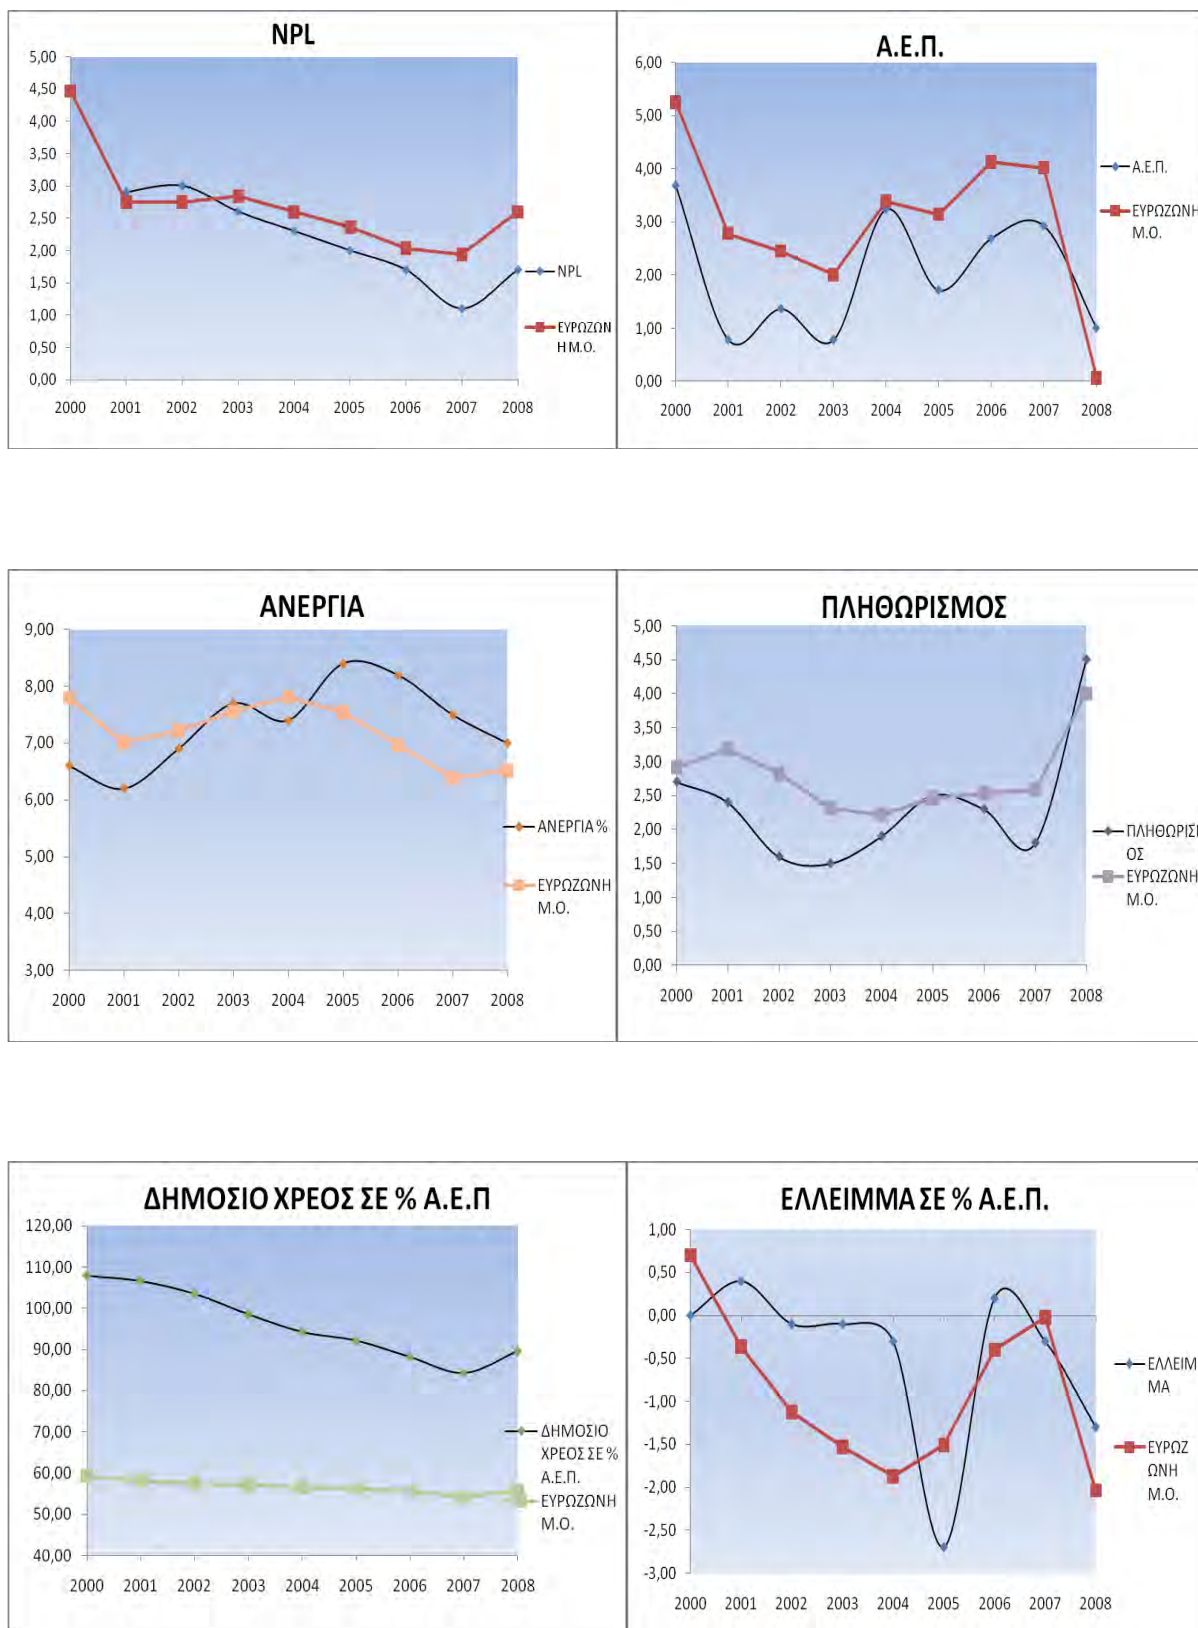 NPL
5,00
4,50
4,00
3,50
3,00
2,50
2,00
1,50
1,00
0,50
0,00
2000 2001 2002 2003 2004 2005 2006 2007 2008
NPL
ΕΥΡΩΖΩΝ
Η Μ.Ο.
Α.Ε.Π.
6,00
5,00
4,00
3,00
2,00
1,00
0,00
2000 2001 2002 2003 2004 2005 2006 2007 2008
Α.Ε.Π.
ΕΥΡΩΖΩΝΗ
Μ.Ο.
ΑΝΕΡΓΙΑ
9,00
8,00
7,00
6,00
5,00
4,00
3,00
2000 2001 2002 2003 2004 2005 2006 2007 2008
ΑΝΕΡΓΙΑ %
ΕΥΡΩΖΩΝΗ
Μ.Ο.
ΠΛΗΘΩΡΙΣΜΟΣ
5,00
4,50
4,00
3,50
3,00
2,50
2,00
1,50
1,00
0,50
0,00
2000 2001 2002 2003 2004 2005 2006 2007 2008
ΠΛΗΘΩΡΙΣΜ
ΟΣ
ΕΥΡΩΖΩΝΗ
Μ.Ο.
ΔΗΜΟΣΙΟ ΧΡΕΟΣ ΣΕ % Α.Ε.Π
120,00
110,00
100,00
90,00
80,00
70,00
60,00
50,00
40,00
2000 2001 2002 2003 2004 2005 2006 2007 2008
ΔΗΜΟΣΙΟ
ΧΡΕΟΣ ΣΕ %
Α.Ε.Π.
ΕΥΡΩΖΩΝΗ
Μ.Ο.
ΕΛΛΕΙΜΜΑ ΣΕ % Α.Ε.Π.
1,00
0,50
0,00
-0,50
-1,00
-1,50
-2,00
-2,50
-3,00
2000 2001 2002 2003 2004 2005 2006 2007 2008
ΕΛΛΕΙΜ
ΜΑ
ΕΥΡΩΖ
ΩΝΗ
Μ.Ο.